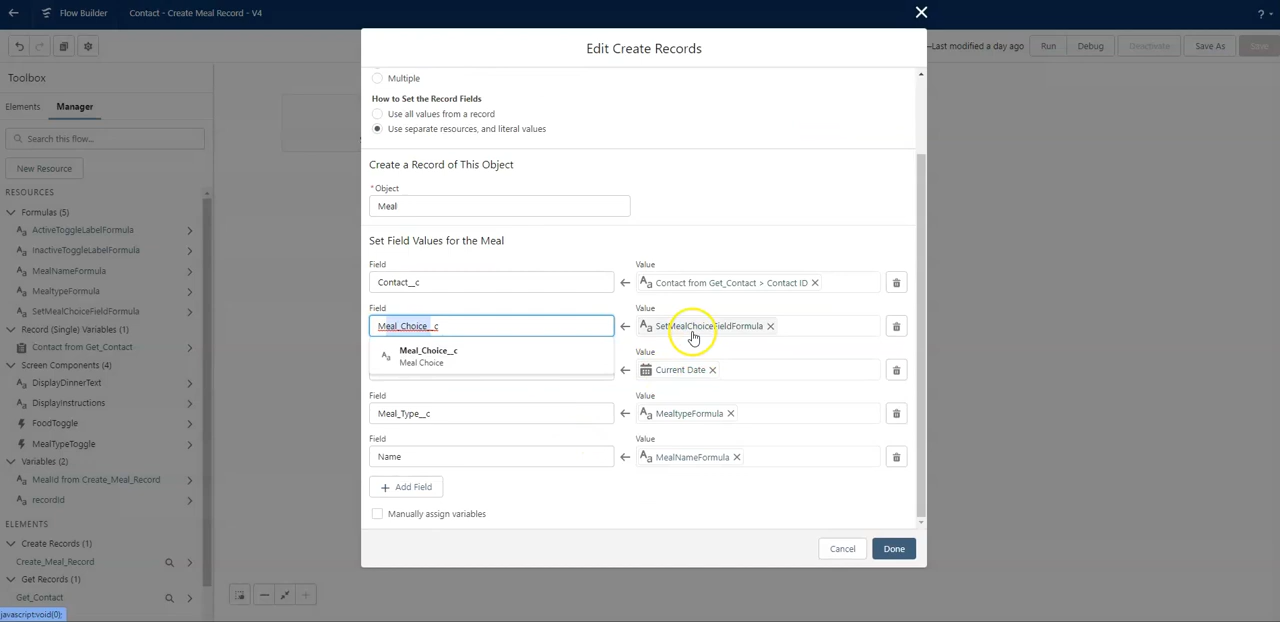 Flow Builder
Contact - Create Meal Record - V4
?
Edit Create Records
Last modified a day ago
Run
Debug
Deactivate
Save As
Save
Toolbox
Elements
Manager
Search this flow...
New Resource
RESOURCES
Formulas (5)
ActiveToggleLabelFormula
InactiveToggleLabelFormula
MealNameFormula
MealtypeFormula
SetMealChoiceFieldFormula
Record (Single) Variables (1)
Contact from Get_Contact
Screen Components (4)
DisplayDinnerText
DisplayInstructions
FoodToggle
MealTypeToggle
Variables (2)
MealId from Create_Meal_Record
recordId
ELEMENTS
Create Records (1)
Create_Meal_Record
Get Records (1)
Get_Contact
javascript:void(0);
Multiple
How to Set the Record Fields
Use all values from a record
Use separate resources, and literal values
Create a Record of This Object
*Object
Meal
Set Field Values for the Meal
Field Value
Contact__c Contact from Get_Contact > Contact ID
Field Value
Meal_Choice__c SetMealChoiceFieldFormula
Meal_Choice__c
Meal Choice
Value
Current Date
Field Value
Meal_Type__c MealtypeFormula
Field Value
Name MealNameFormula
+ Add Field
Manually assign variables
Cancel
Done